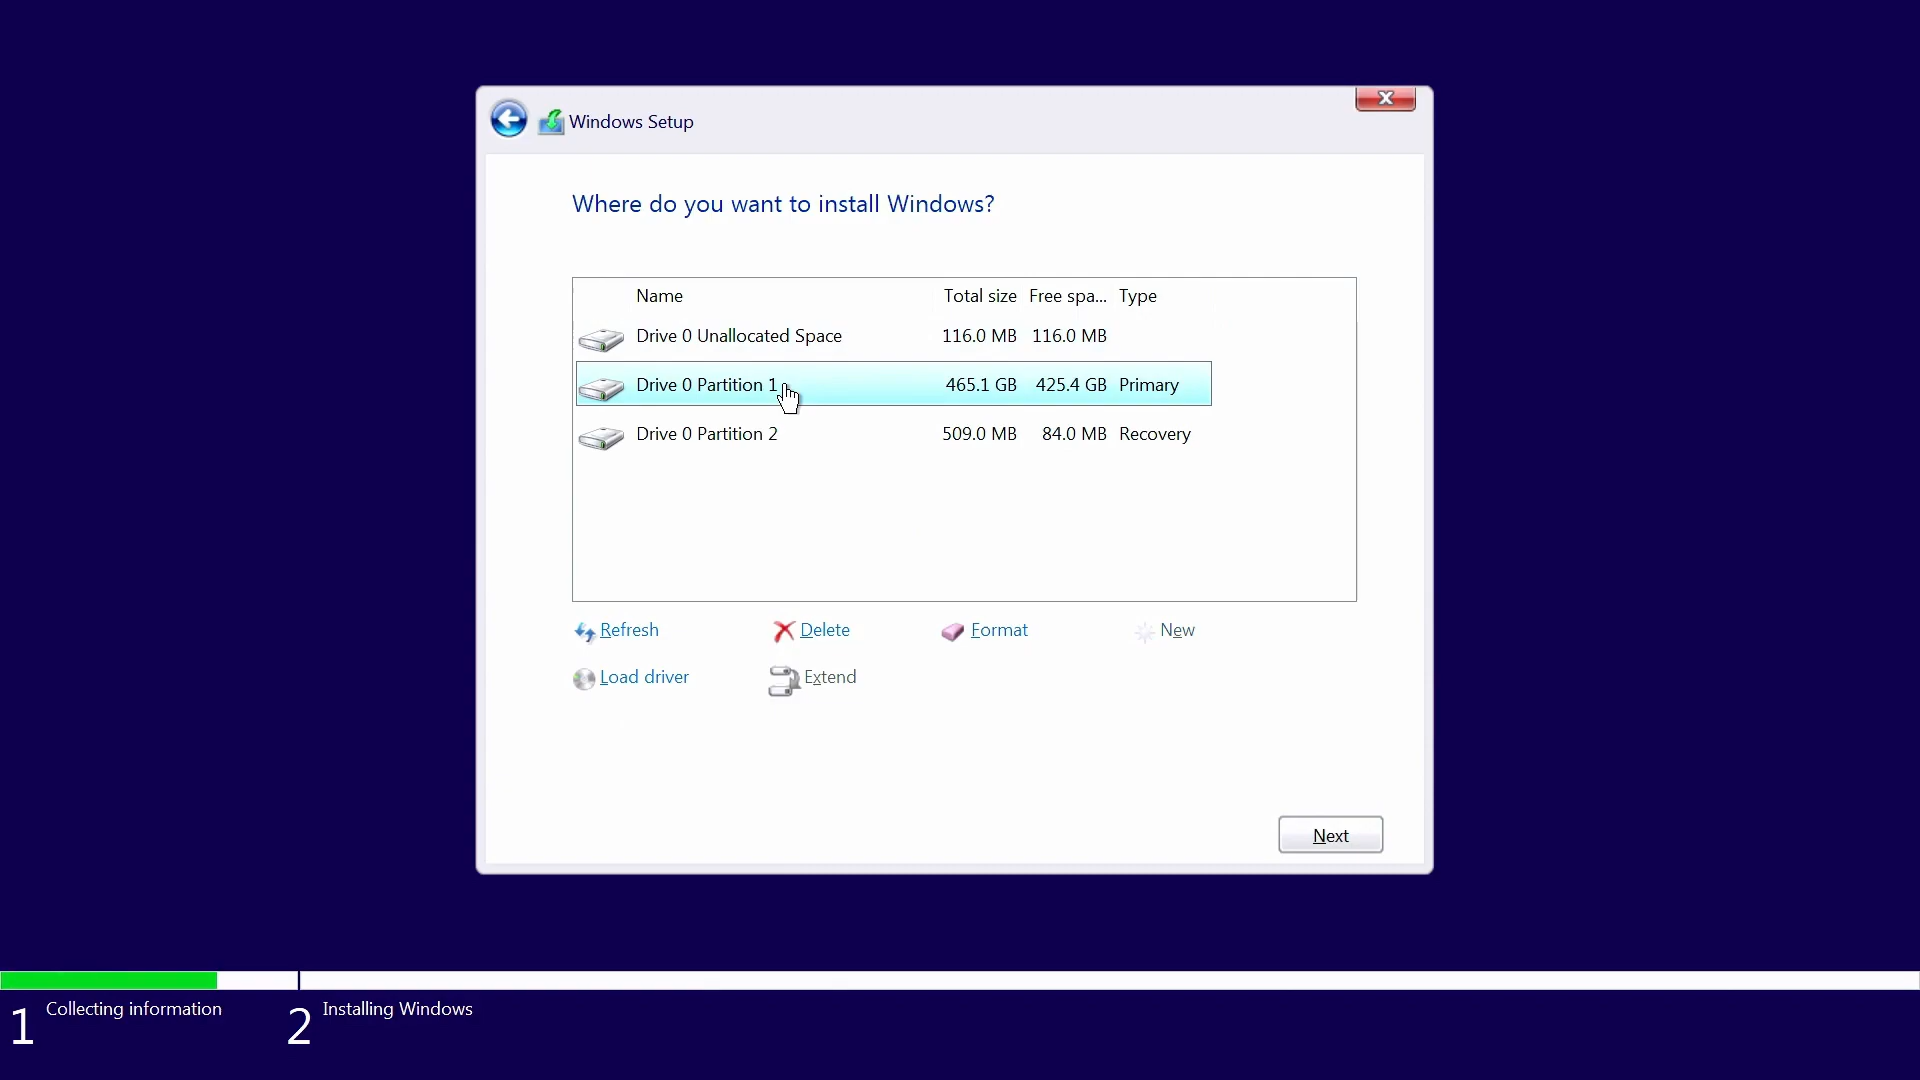 Windows Setup
Where do you want to install Windows?
Name Total size Free spa... Type
Drive 0 Unallocated Space 116.0 MB 116.0 MB
Drive 0 Partition 1 465.1 GB 425.4 GB Primary
Drive 0 Partition 2 509.0 MB 84.0 MB Recovery
Refresh Delete Format New
Load driver Extend
Next
1 Collecting information 2 Installing Windows